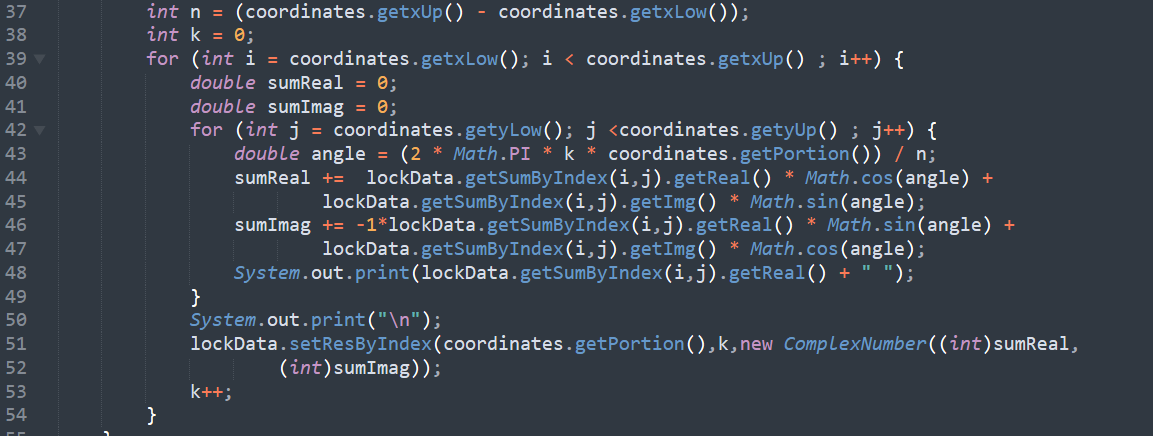 37 int n = (coordinates.getxUp() - coordinates.getxLow());
38 int k = 0;
39 for (int i = coordinates.getxLow(); i < coordinates.getxUp() ; i++) {
40 double sumReal = 0;
41 double sumImag = 0;
42 for (int j = coordinates.getyLow(); j <coordinates.getyUp() ; j++) {
43 double angle = (2 * Math.PI * k * coordinates.getPortion()) / n;
44 sumReal += lockData.getSumByIndex(i,j).getReal() * Math.cos(angle) +
45 lockData.getSumByIndex(i,j).getImg() * Math.sin(angle);
46 sumImag += -1*lockData.getSumByIndex(i,j).getReal() * Math.sin(angle) +
47 lockData.getSumByIndex(i,j).getImg() * Math.cos(angle);
48 System.out.print(lockData.getSumByIndex(i,j).getReal() + " ");
49 }
50 System.out.print("\n");
51 lockData.setResByIndex(coordinates.getPortion(),k,new ComplexNumber((int)sumReal,
52 (int)sumImag));
53 k++;
54 }
55 }